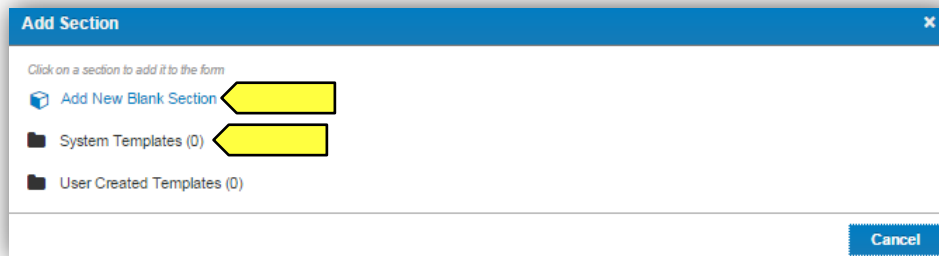 Add Section ×
Click on a section to add it to the form
Add New Blank Section
System Templates (0)
User Created Templates (0)
Cancel